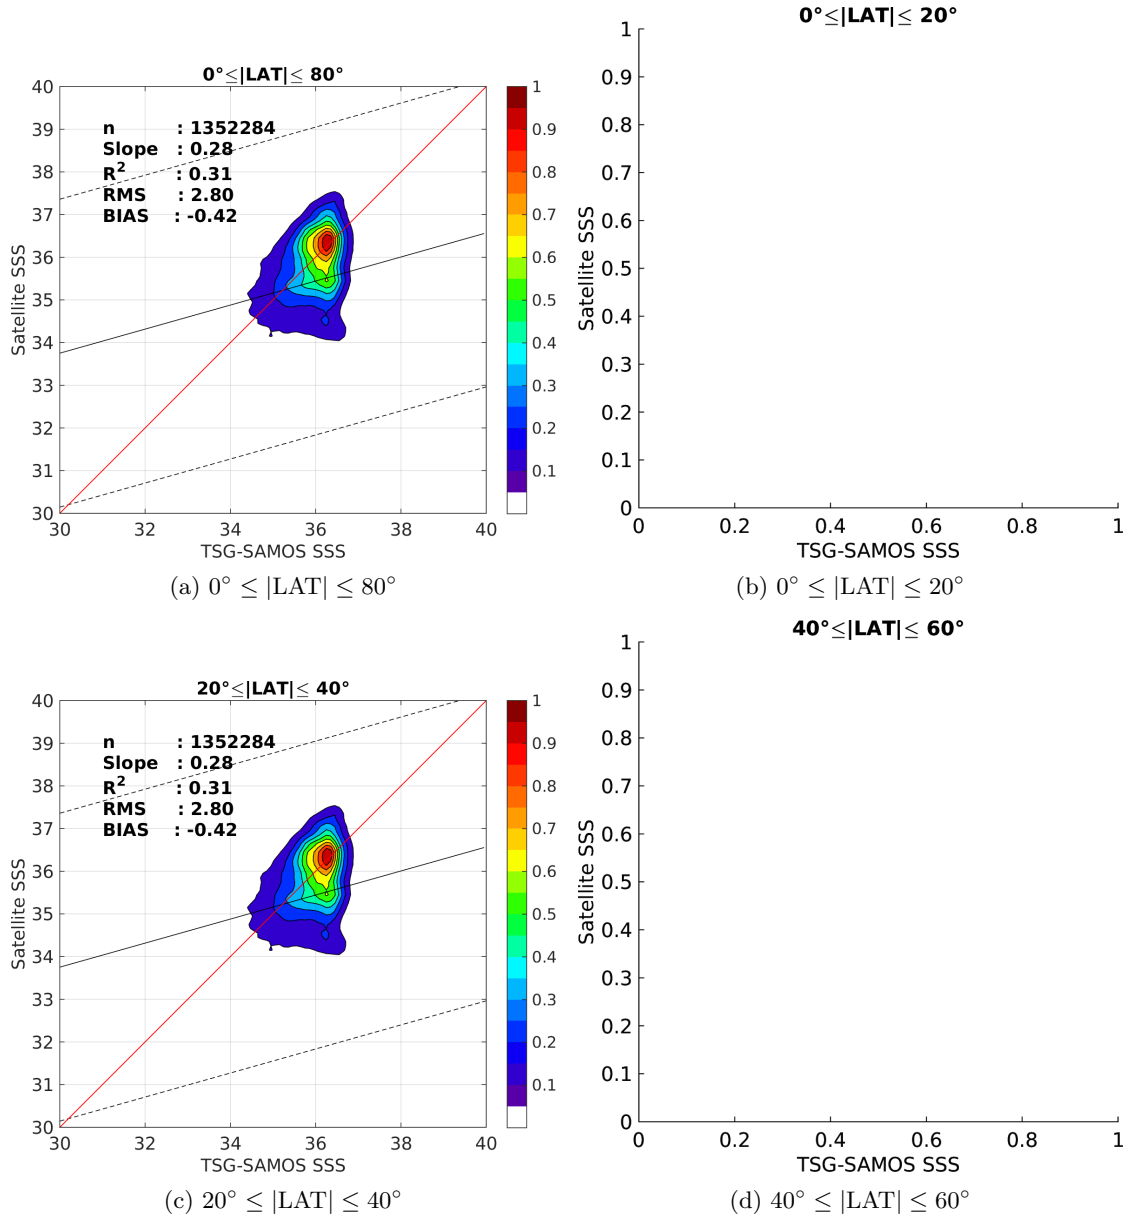 0°≤|LAT|≤ 80°
40
39
38
37
36
35
34
33
32
31
30
Satellite SSS
n : 1352284
Slope : 0.28
R² : 0.31
RMS : 2.80
BIAS : -0.42
30 32 34 36 38 40
TSG-SAMOS SSS
1
0.9
0.8
0.7
0.6
0.5
0.4
0.3
0.2
0.1
(a) 0° ≤ |LAT| ≤ 80°
0°≤|LAT|≤ 20°
1
0.9
0.8
0.7
0.6
0.5
0.4
0.3
0.2
0.1
0
Satellite SSS
0 0.2 0.4 0.6 0.8 1
TSG-SAMOS SSS
(b) 0° ≤ |LAT| ≤ 20°
20°≤|LAT|≤ 40°
40
39
38
37
36
35
34
33
32
31
30
Satellite SSS
n : 1352284
Slope : 0.28
R² : 0.31
RMS : 2.80
BIAS : -0.42
30 32 34 36 38 40
TSG-SAMOS SSS
1
0.9
0.8
0.7
0.6
0.5
0.4
0.3
0.2
0.1
(c) 20° ≤ |LAT| ≤ 40°
40°≤|LAT|≤ 60°
1
0.9
0.8
0.7
0.6
0.5
0.4
0.3
0.2
0.1
0
Satellite SSS
0 0.2 0.4 0.6 0.8 1
TSG-SAMOS SSS
(d) 40° ≤ |LAT| ≤ 60°